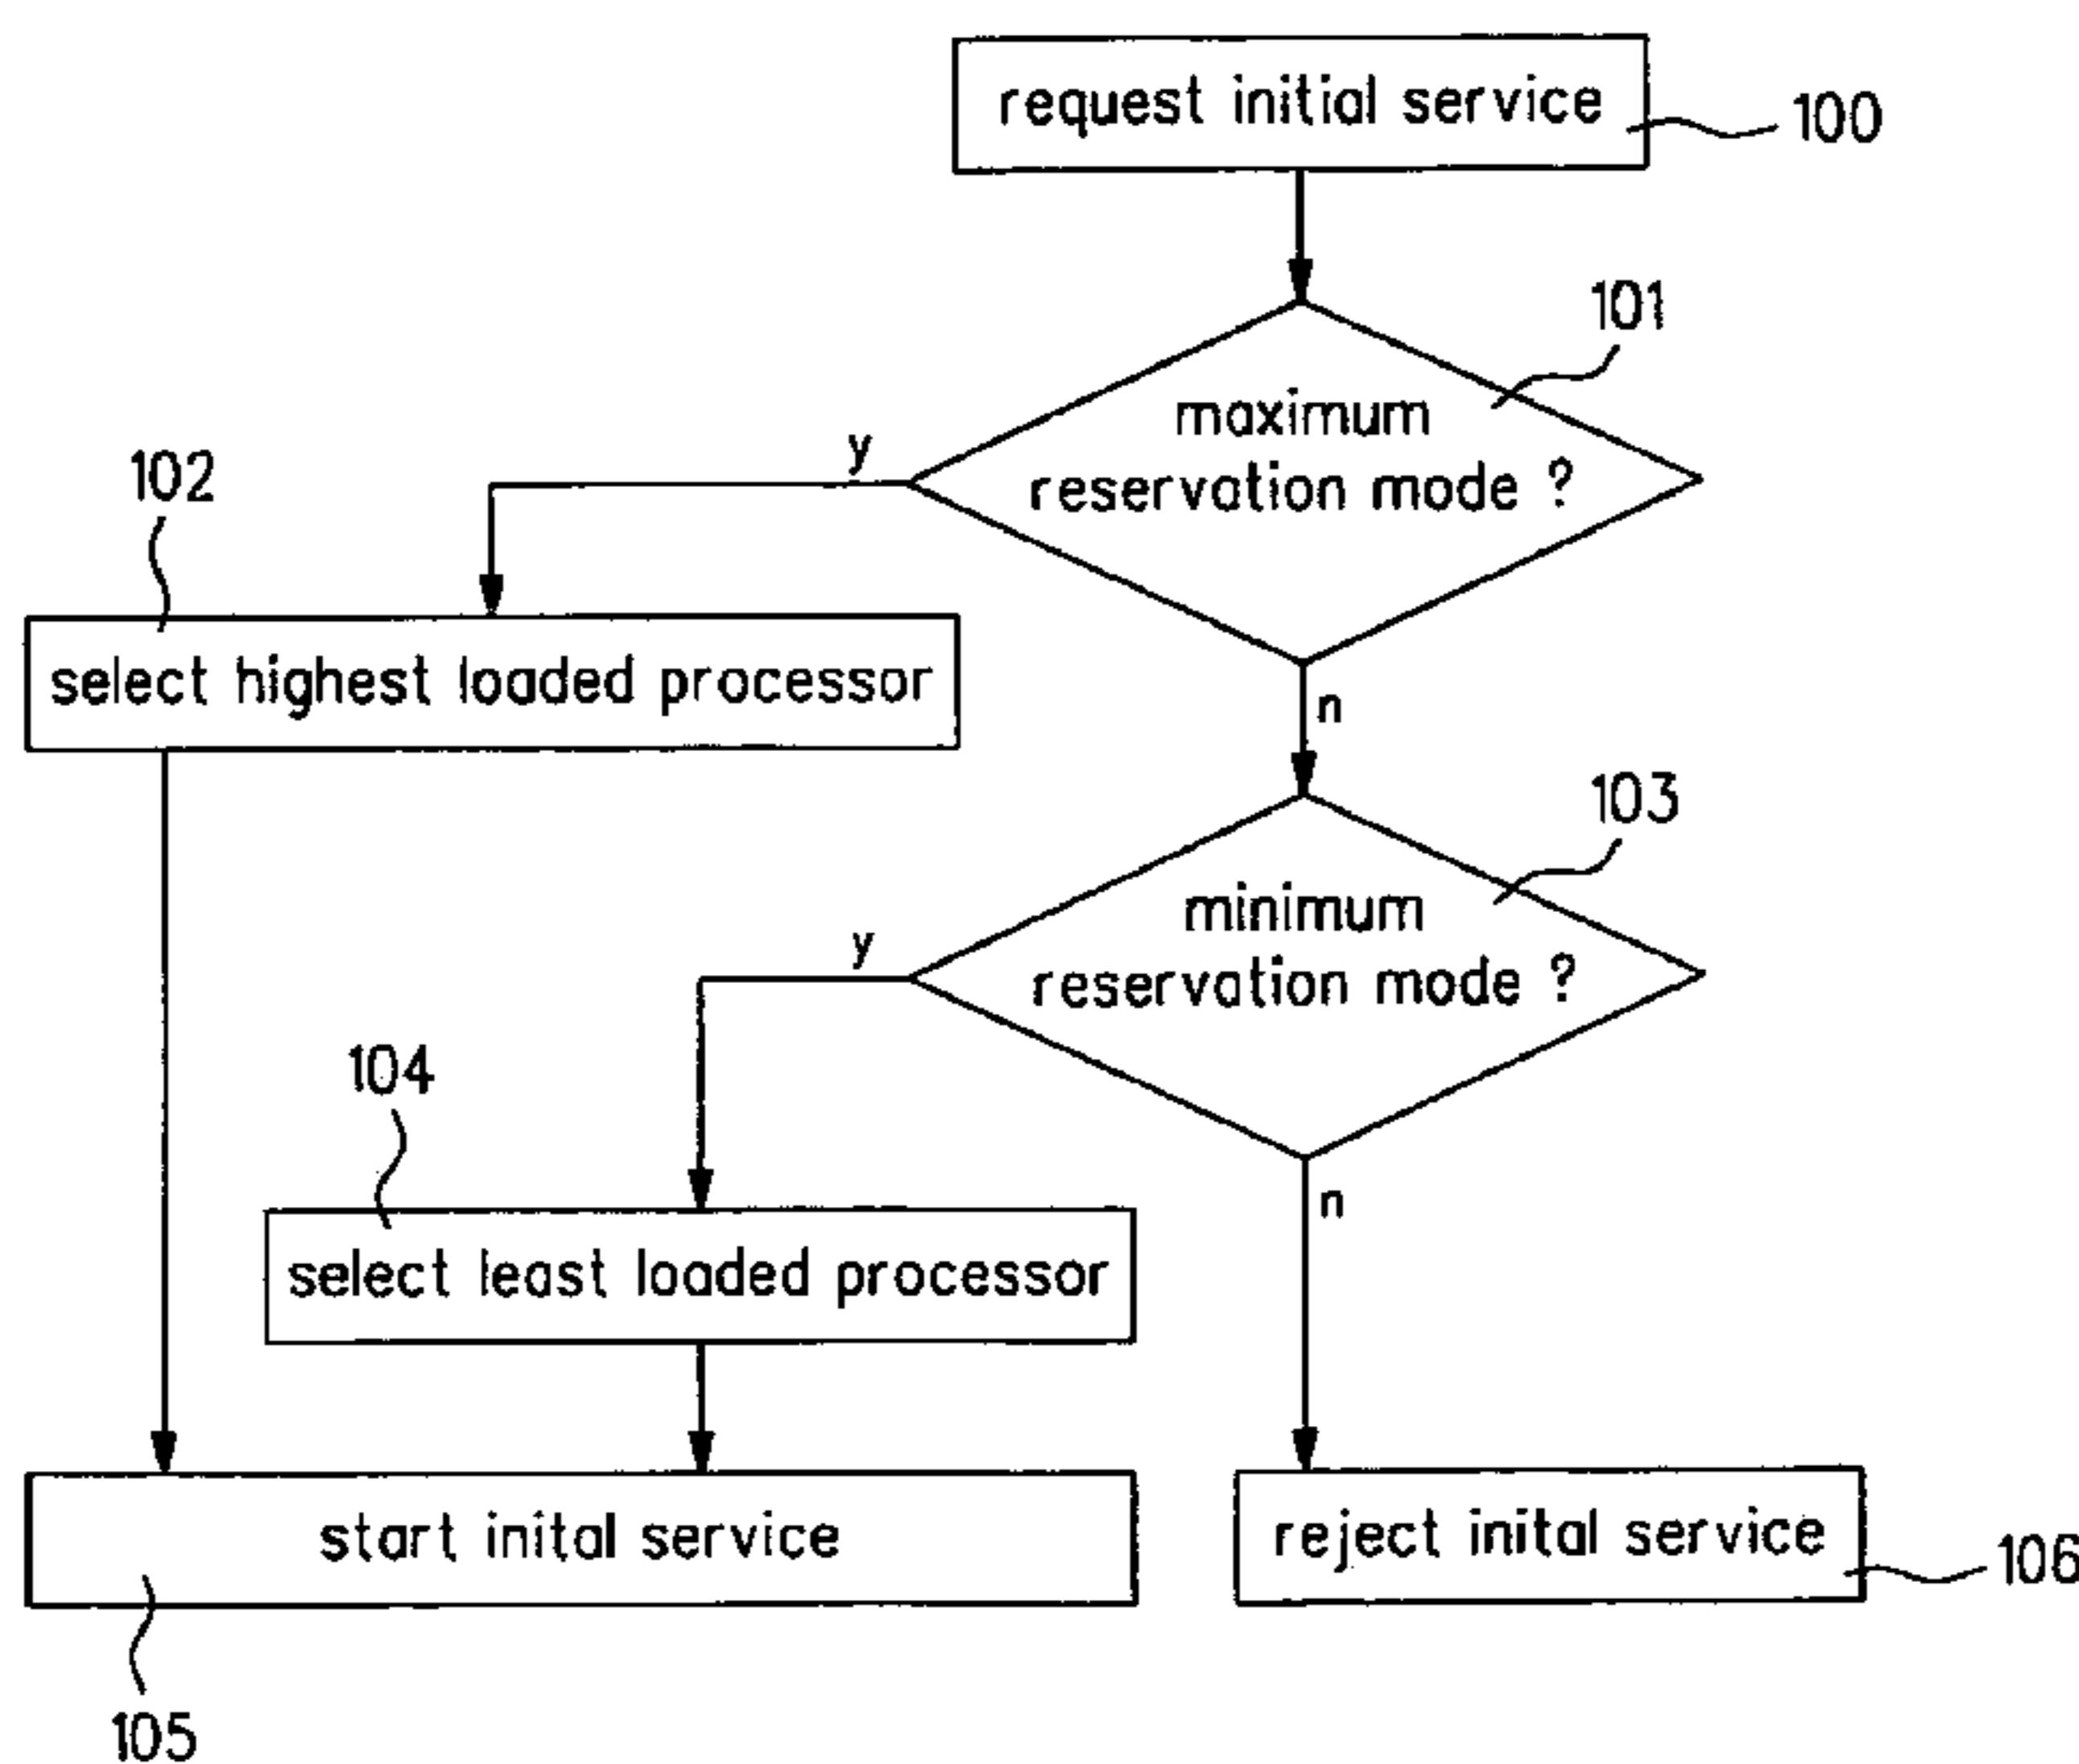 request initial service
100
101
maximum
reservation mode ?
y
102
select highest loaded processor
n
103
minimum
reservation mode ?
y
104
n
select least loaded processor
start inital service
reject inital service
106
105